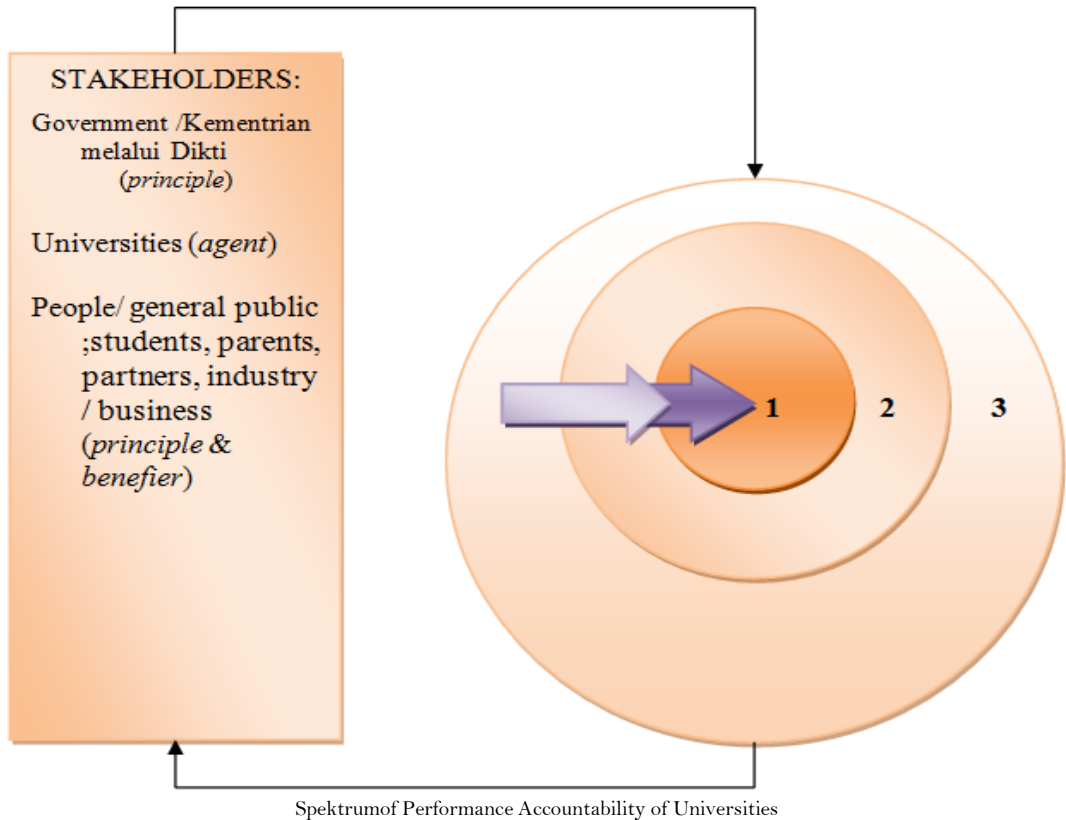 STAKEHOLDERS:
Government /Kementrian
melalui Dikti
(principle)
Universities (agent)
People/ general public
;students, parents,
partners, industry
/ business
(principle &
benefier)
1
2
3
Spektrumof Performance Accountability of Universities